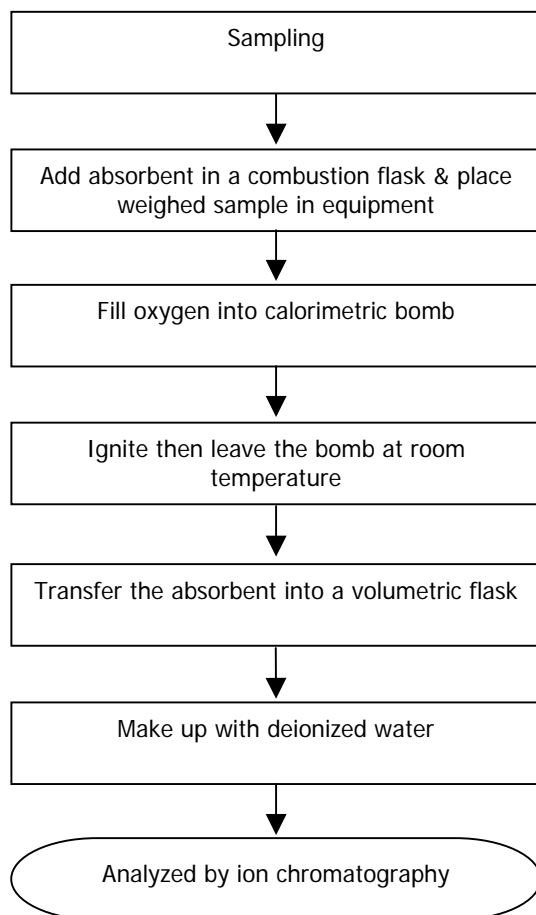 Sampling
Add absorbent in a combustion flask & place
weighed sample in equipment
Fill oxygen into calorimetric bomb
Ignite then leave the bomb at room
temperature
Transfer the absorbent into a volumetric flask
Make up with deionized water
Analyzed by ion chromatography